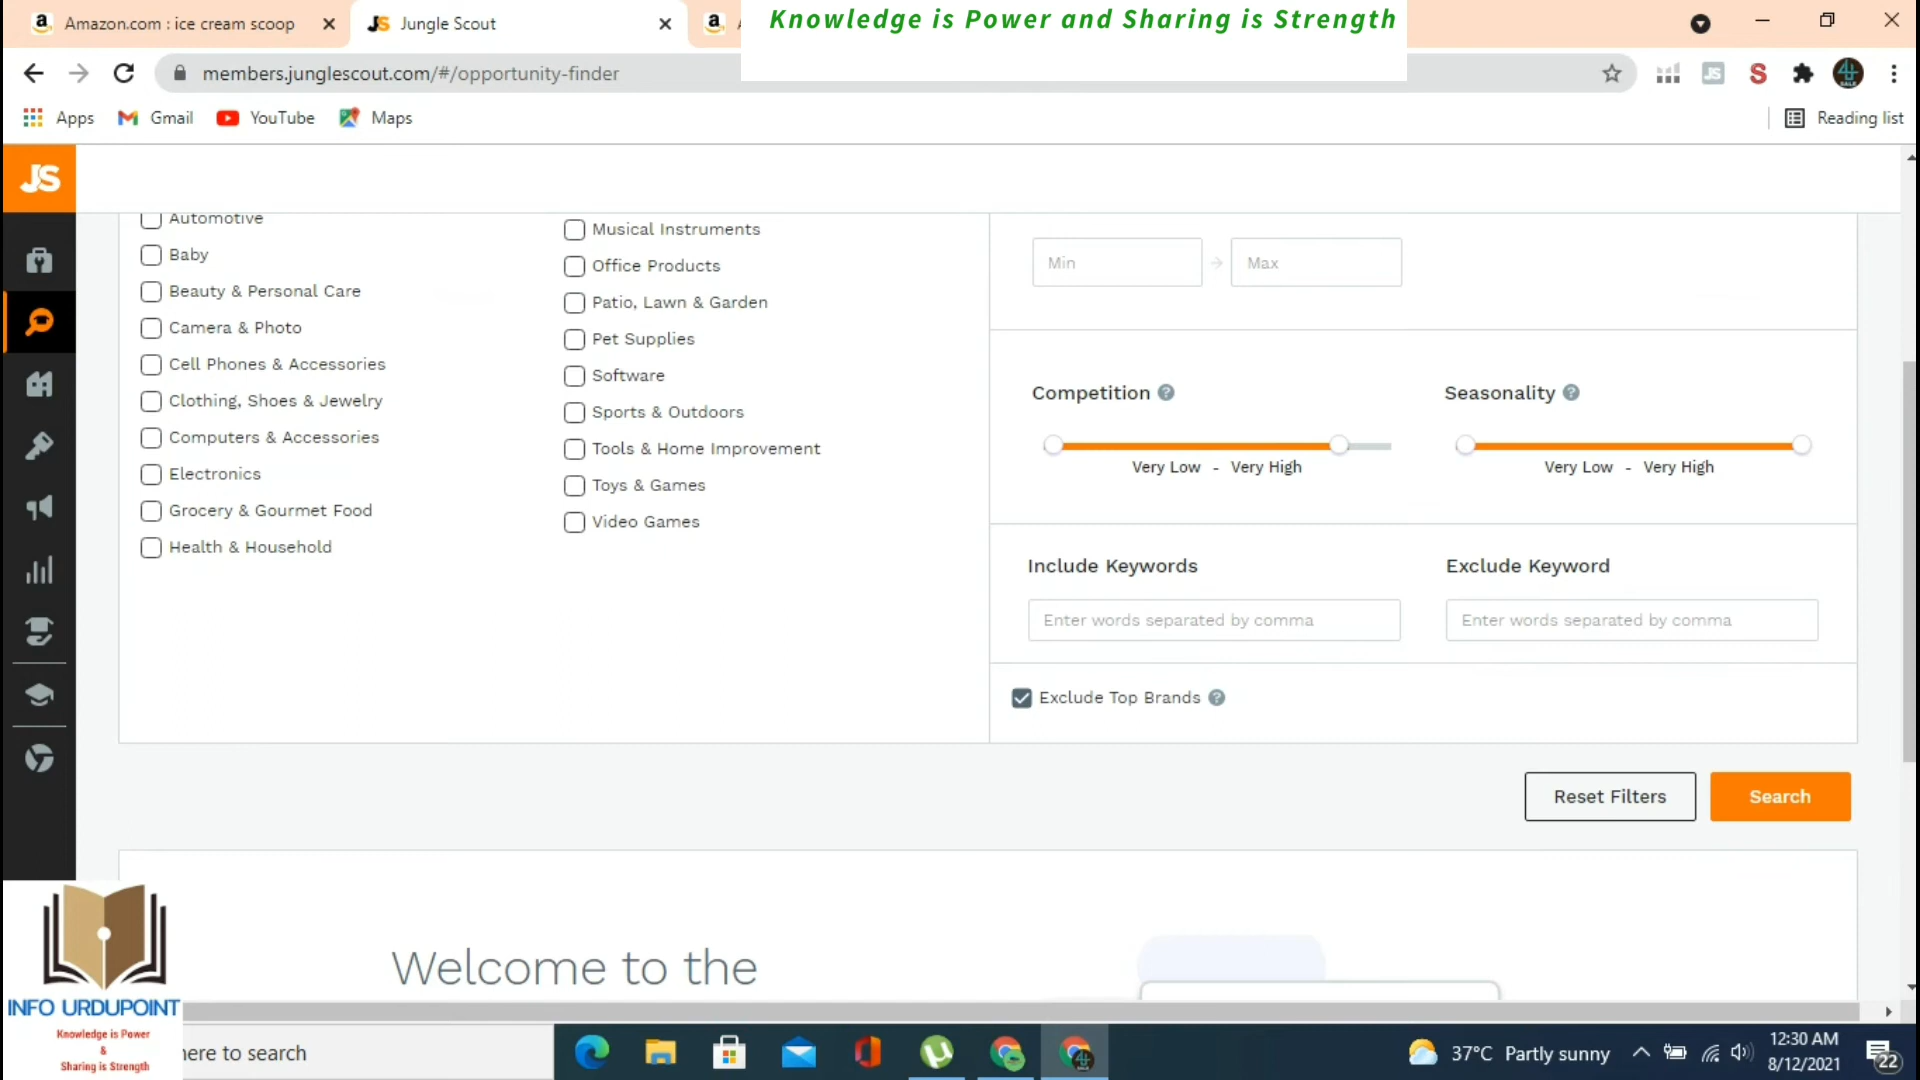 Amazon.com : ice cream scoop
Jungle Scout
Knowledge is Power and Sharing is Strength
members.junglescout.com/#/opportunity-finder
JS
S
Apps
Gmail
YouTube
Maps
Reading list
JS
Automotive
Baby
Beauty & Personal Care
Camera & Photo
Cell Phones & Accessories
Clothing, Shoes & Jewelry
Computers & Accessories
Electronics
Grocery & Gourmet Food
Health & Household
Musical Instruments
Office Products
Patio, Lawn & Garden
Pet Supplies
Software
Sports & Outdoors
Tools & Home Improvement
Toys & Games
Video Games
Min
Max
Competition
Very Low - Very High
Seasonality
Very Low - Very High
Include Keywords
Enter words separated by comma
Exclude Keyword
Enter words separated by comma
Exclude Top Brands
Reset Filters
Search
Welcome to the
INFO URDUPOINT
Knowledge is Power
&
Sharing is Strength
here to search
37°C Partly sunny
12:30 AM
8/12/2021
22